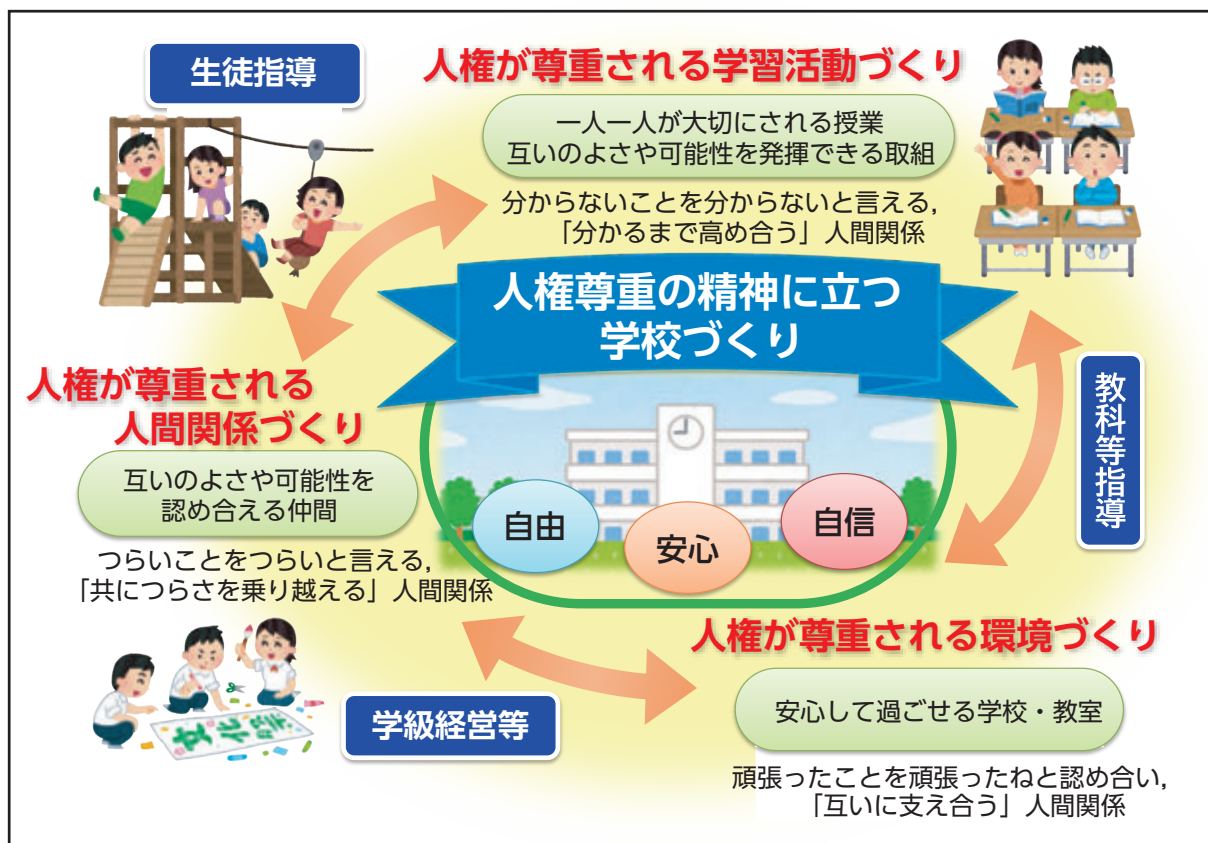 生徒指導
人権が尊重される学習活動づくり
一人一人が大切にされる授業
互いのよさや可能性を発揮できる取組
分からないことを分からないと言える，
「分かるまで高め合う」人間関係
人権尊重の精神に立つ
学校づくり
人権が尊重される
人間関係づくり
互いのよさや可能性を
認め合える仲間
つらいことをつらいと言える，
「共につらさを乗り越える」人間関係
自由
安心
自信
教科等指導
人権が尊重される環境づくり
安心して過ごせる学校・教室
頑張ったことを頑張ったねと認め合い，
「互いに支え合う」人間関係
学級経営等
文化祭